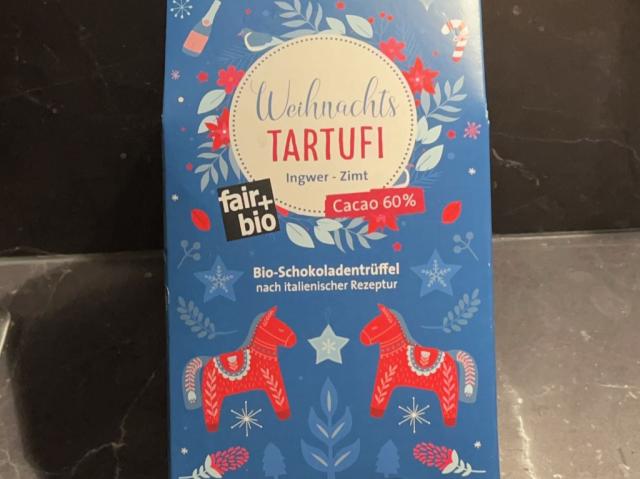 Weihnachts
TARTUFI
Ingwer - Zimt
fair+
bio
Cacao 60%
Bio-Schokoladentrüffel
nach italienischer Rezeptur